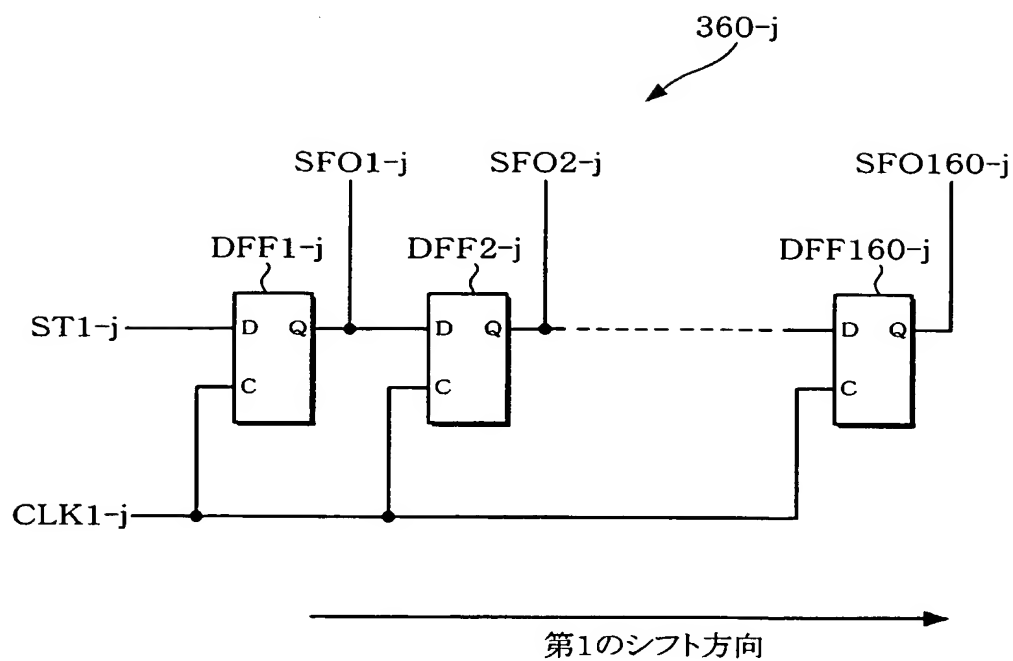 360-j
SFO1-j SFO2-j SFO160-j
DFF1-j DFF2-j DFF160-j
ST1-j D Q D Q D Q
C C C
CLK1-j
第1のシフト方向